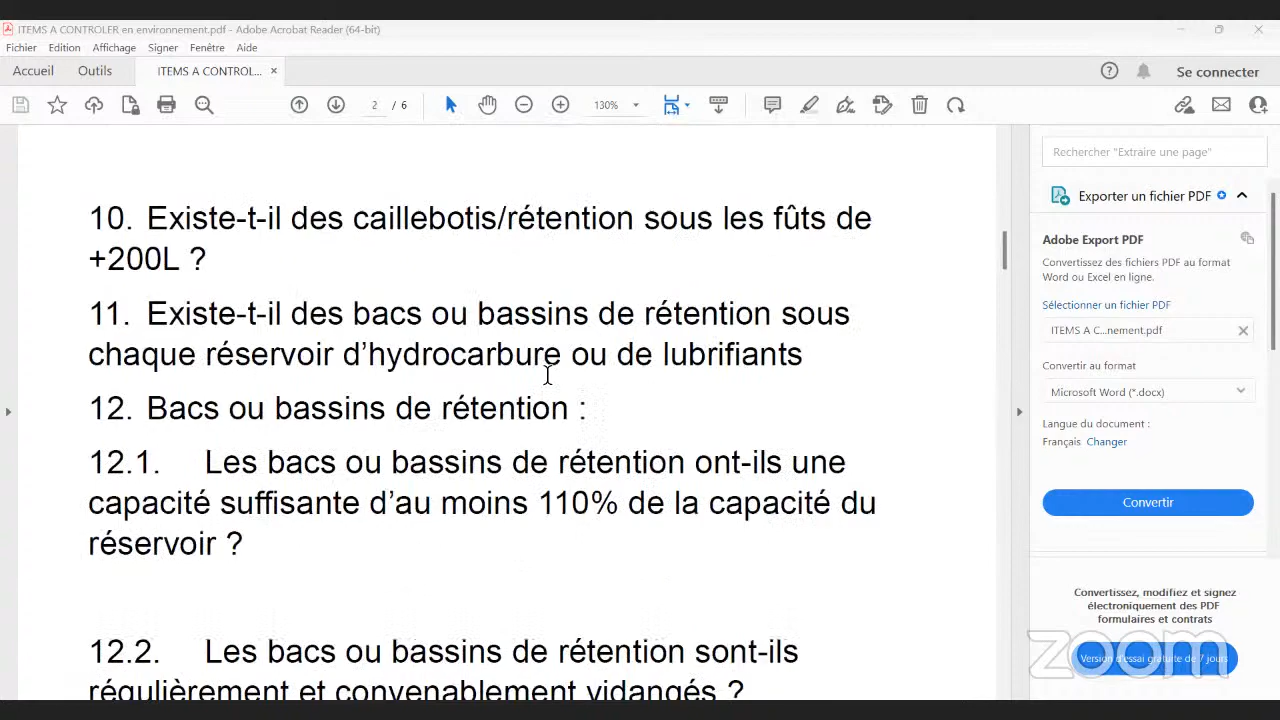 ITEMS A CONTROLER en environnement.pdf - Adobe Acrobat Reader (64-bit)
Fichier Edition Affichage Signer Fenêtre Aide
Accueil Outils ITEMS A CONTROL... × Se connecter
2 / 6 130%
10. Existe-t-il des caillebotis/rétention sous les fûts de
+200L ?
11. Existe-t-il des bacs ou bassins de rétention sous
chaque réservoir d’hydrocarbure ou de lubrifiants
12. Bacs ou bassins de rétention :
12.1. Les bacs ou bassins de rétention ont-ils une
capacité suffisante d’au moins 110% de la capacité du
réservoir ?
12.2. Les bacs ou bassins de rétention sont-ils
régulièrement et convenablement vidangés ?
Rechercher "Extraire une page"
Exporter un fichier PDF
Adobe Export PDF
Convertissez des fichiers PDF au format
Word ou Excel en ligne.
Sélectionner un fichier PDF
ITEMS A C...nement.pdf
Convertir au format
Microsoft Word (*.docx)
Langue du document :
Français Changer
Convertir
Convertissez, modifiez et signez
électroniquement des PDF
formulaires et contrats
Version d'essai gratuite de 7 jours
zoom